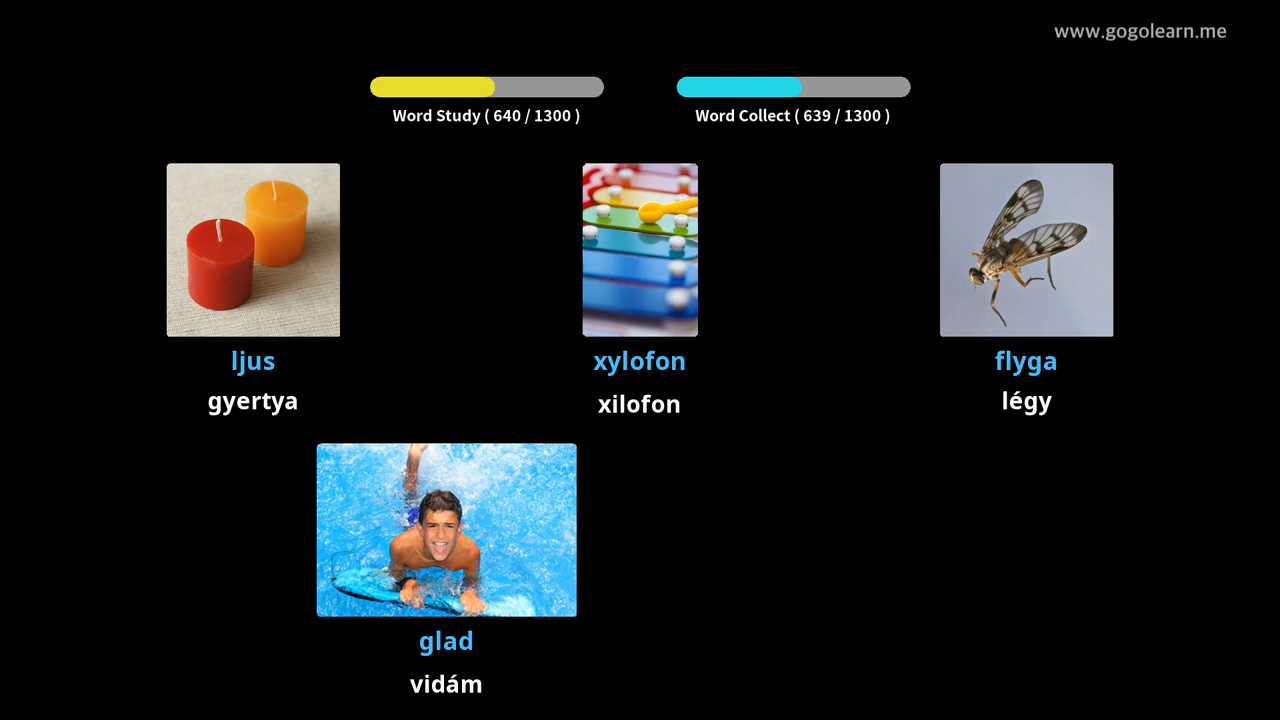 www.gogolearn.me
Word Study ( 640 / 1300 )
Word Collect ( 639 / 1300 )
ljus
gyertya
xylofon
xilofon
flyga
légy
glad
vidám